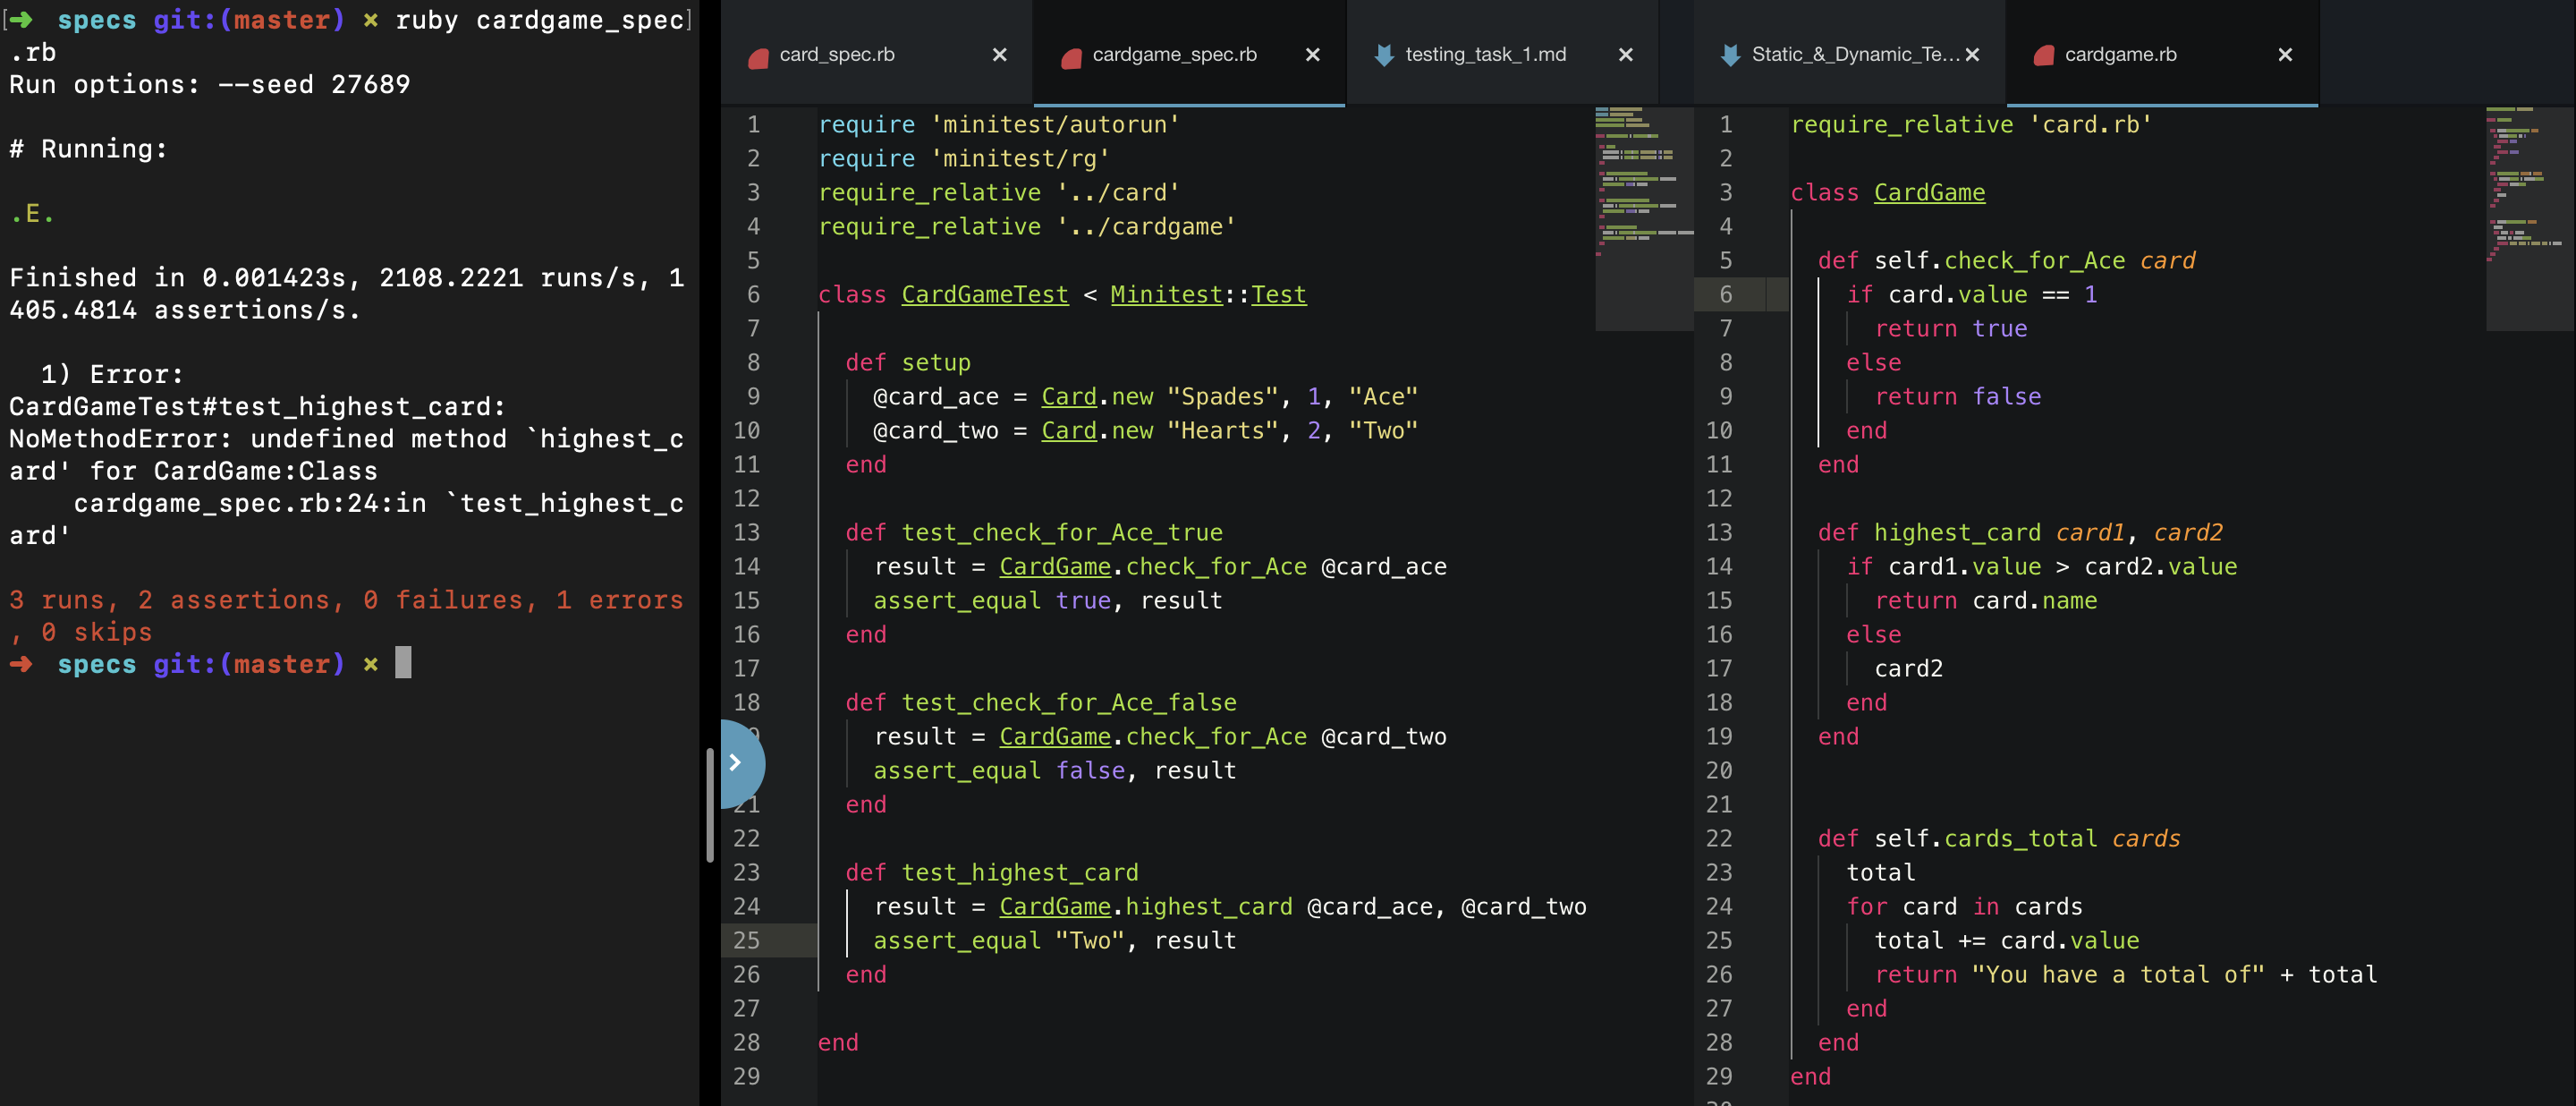 [➜  specs git:(master) ✗ ruby cardgame_spec]
.rb
Run options: --seed 27689
# Running:
.E.
Finished in 0.001423s, 2108.2221 runs/s, 1
405.4814 assertions/s.
1) Error:
CardGameTest#test_highest_card:
NoMethodError: undefined method `highest_c
ard' for CardGame:Class
cardgame_spec.rb:24:in `test_highest_c
ard'
3 runs, 2 assertions, 0 failures, 1 errors
, 0 skips
➜  specs git:(master) ✗
card_spec.rb ×
cardgame_spec.rb ×
testing_task_1.md ×
1 require 'minitest/autorun'
2 require 'minitest/rg'
3 require_relative '../card'
4 require_relative '../cardgame'
5
6 class CardGameTest < Minitest::Test
7
8 def setup
9 @card_ace = Card.new "Spades", 1, "Ace"
10 @card_two = Card.new "Hearts", 2, "Two"
11 end
12
13 def test_check_for_Ace_true
14 result = CardGame.check_for_Ace @card_ace
15 assert_equal true, result
16 end
17
18 def test_check_for_Ace_false
9 result = CardGame.check_for_Ace @card_two
assert_equal false, result
21 end
22
23 def test_highest_card
24 result = CardGame.highest_card @card_ace, @card_two
25 assert_equal "Two", result
26 end
27
28 end
29
Static_&_Dynamic_Te... ×
cardgame.rb ×
1 require_relative 'card.rb'
2
3 class CardGame
4
5 def self.check_for_Ace card
6 if card.value == 1
7 return true
8 else
9 return false
10 end
11 end
12
13 def highest_card card1, card2
14 if card1.value > card2.value
15 return card.name
16 else
17 card2
18 end
19 end
20
21
22 def self.cards_total cards
23 total
24 for card in cards
25 total += card.value
26 return "You have a total of" + total
27 end
28 end
29 end